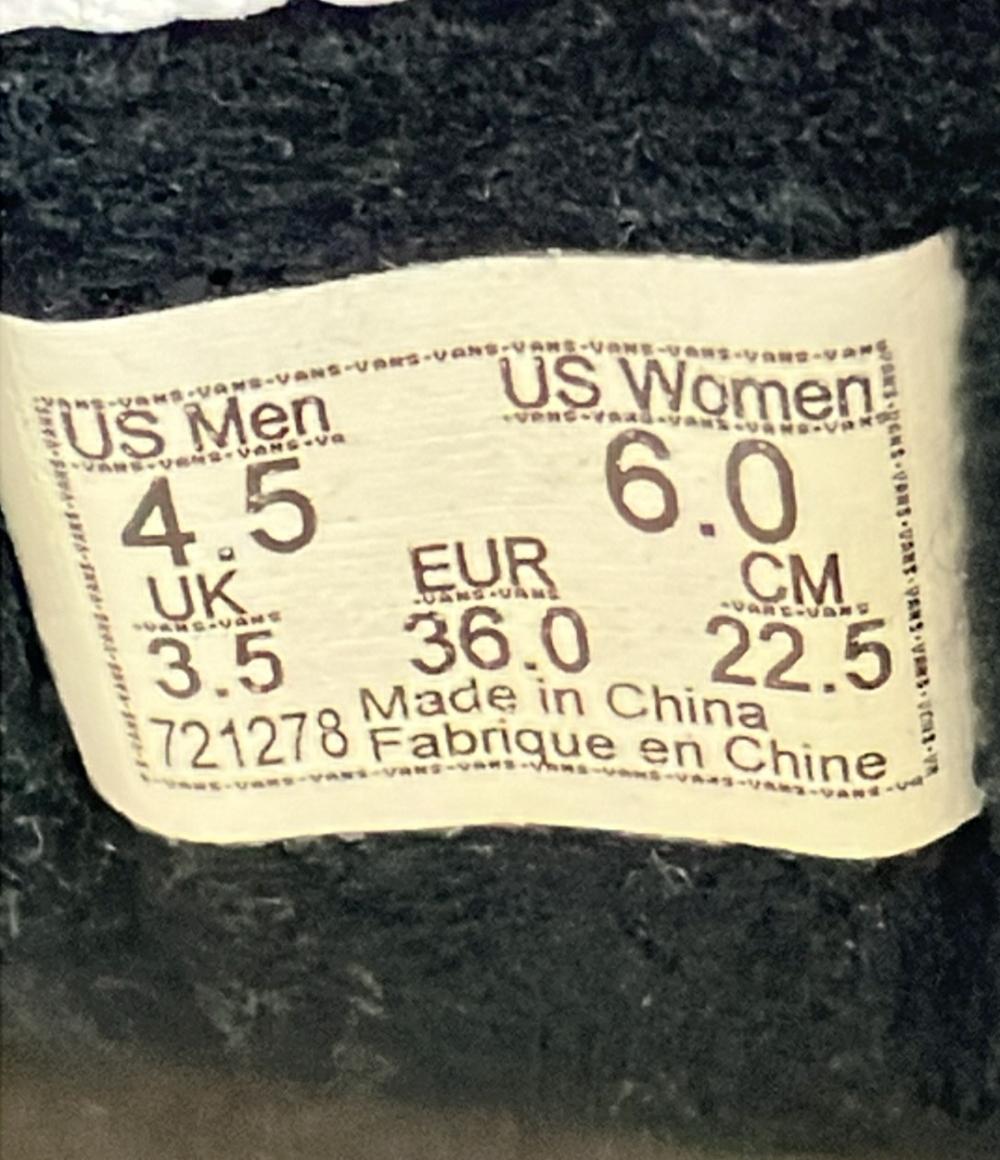 US Men US Women
4.5 6.0
UK EUR CM
3.5 36.0 22.5
721278 Made in China
Fabrique en Chine